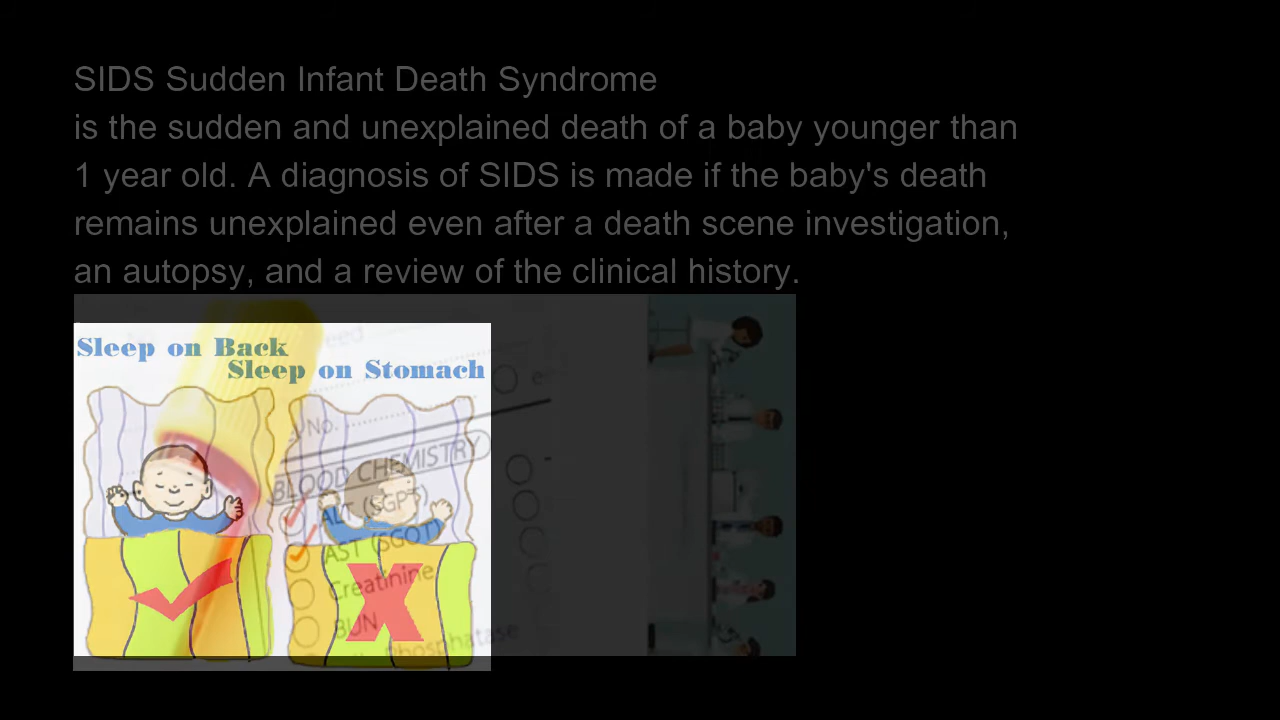 SIDS Sudden Infant Death Syndrome
is the sudden and unexplained death of a baby younger than
1 year old. A diagnosis of SIDS is made if the baby's death
remains unexplained even after a death scene investigation,
an autopsy, and a review of the clinical history.
Sleep on Back
Sleep on Stomach
No.
BLOOD CHEMISTRY
ALT (SGPT)
AST (SGOT)
Creatinine
BUN
Phosphatase